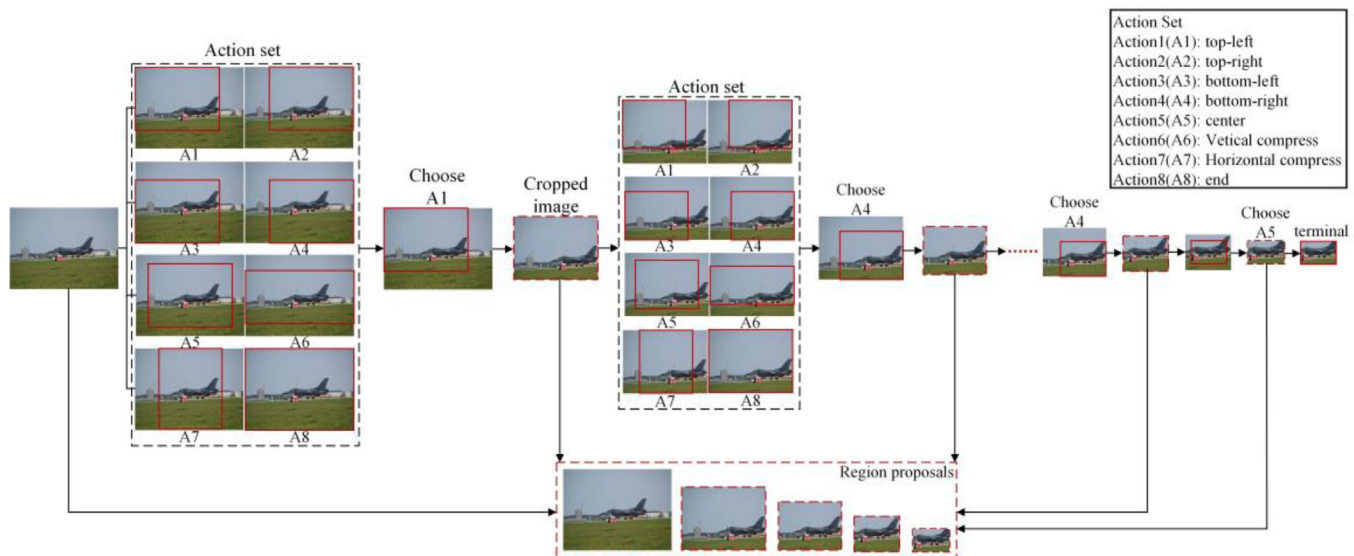 Action Set
Action1(A1): top-left
Action2(A2): top-right
Action3(A3): bottom-left
Action4(A4): bottom-right
Action5(A5): center
Action6(A6): Vetical compress
Action7(A7): Horizontal compress
Action8(A8): end
Action set
A1 A2
A3 A4
A5 A6
A7 A8
Choose
A1
Cropped
image
Action set
A1 A2
A3 A4
A5 A6
A7 A8
Choose
A4
Choose
A4
Choose
A5
terminal
Region proposals